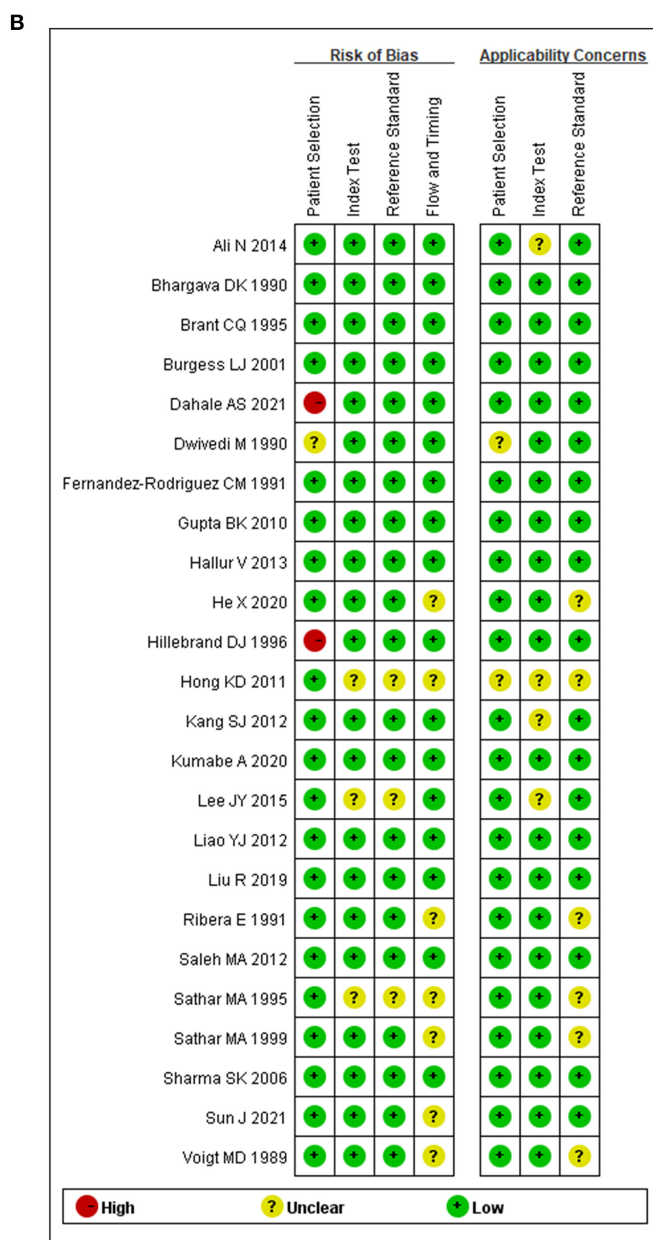 B
Risk of Bias Applicability Concerns
Patient Selection Index Test Reference Standard Flow and Timing Patient Selection Index Test Reference Standard
Ali N 2014 + + + + + ? +
Bhargava DK 1990 + + + + + + +
Brant CQ 1995 + + + + + + +
Burgess LJ 2001 + + + + + + +
Dahale AS 2021 - + + + + + +
Dwivedi M 1990 ? + + + ? + +
Fernandez-Rodriguez CM 1991 + + + + + + +
Gupta BK 2010 + + + + + + +
Hallur V 2013 + + + + + + +
He X 2020 + + + ? + + ?
Hillebrand DJ 1996 - + + + + + +
Hong KD 2011 + ? ? ? ? ? ?
Kang SJ 2012 + + + + + ? +
Kumabe A 2020 + + + + + + +
Lee JY 2015 + ? ? + + ? +
Liao YJ 2012 + + + + + + +
Liu R 2019 + + + + + + +
Ribera E 1991 + + + ? + + ?
Saleh MA 2012 + + + + + + +
Sathar MA 1995 + ? ? ? + + ?
Sathar MA 1999 + + + ? + + ?
Sharma SK 2006 + + + + + + +
Sun J 2021 + + + ? + + +
Voigt MD 1989 + + + ? + + ?
- High ? Unclear + Low